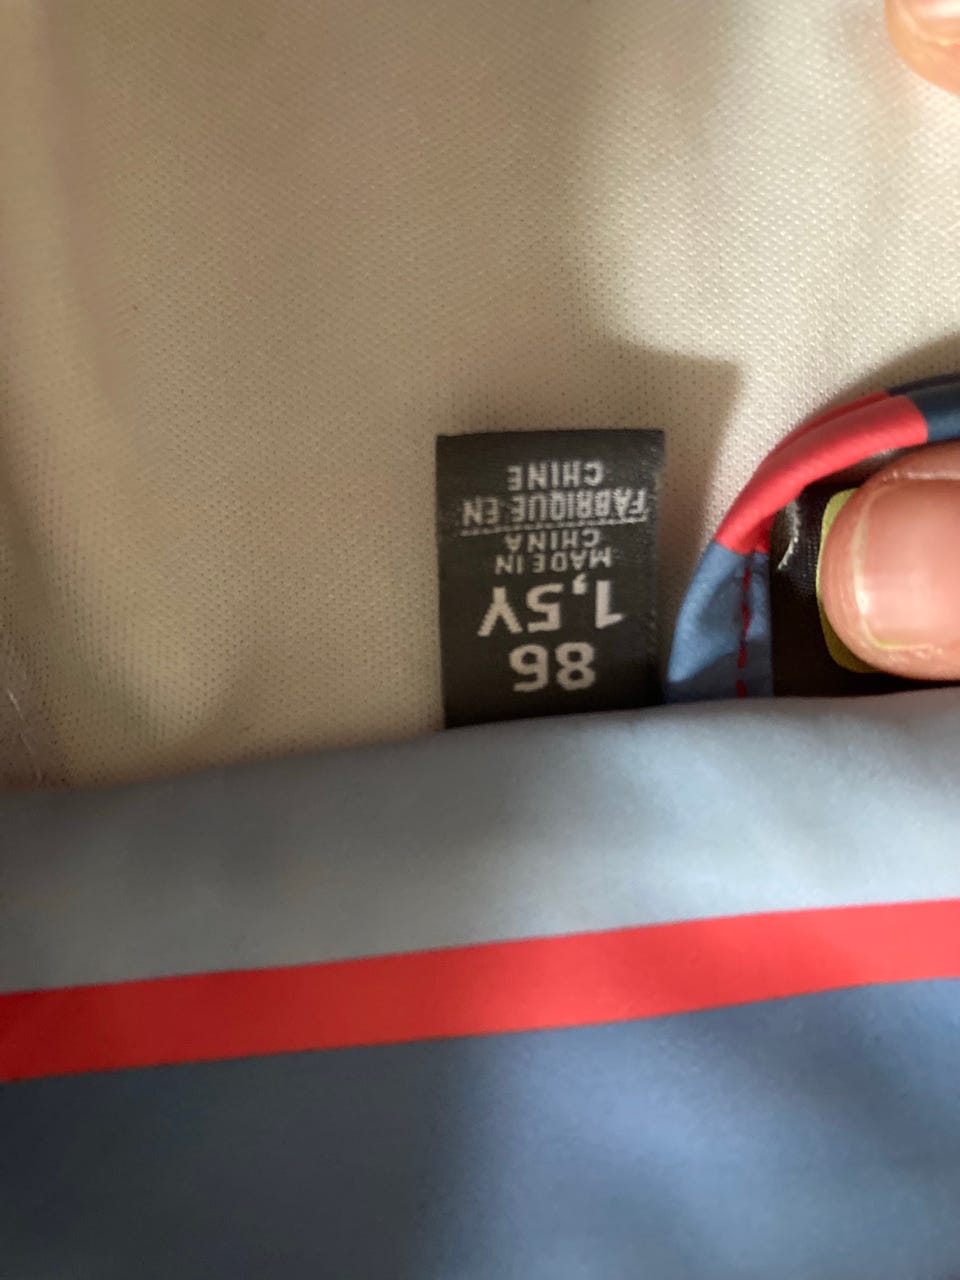 86
1,5Y
MADE IN
CHINA
FABRIQUE EN
CHINE